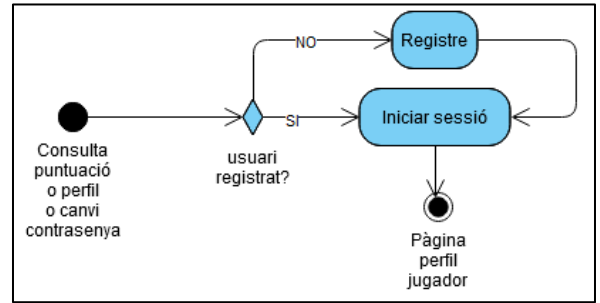 NO
Registre
SI
Iniciar sessió
Consulta
puntuació
o perfil
o canvi
contrasenya
usuari
registrat?
Pàgina
perfil
jugador